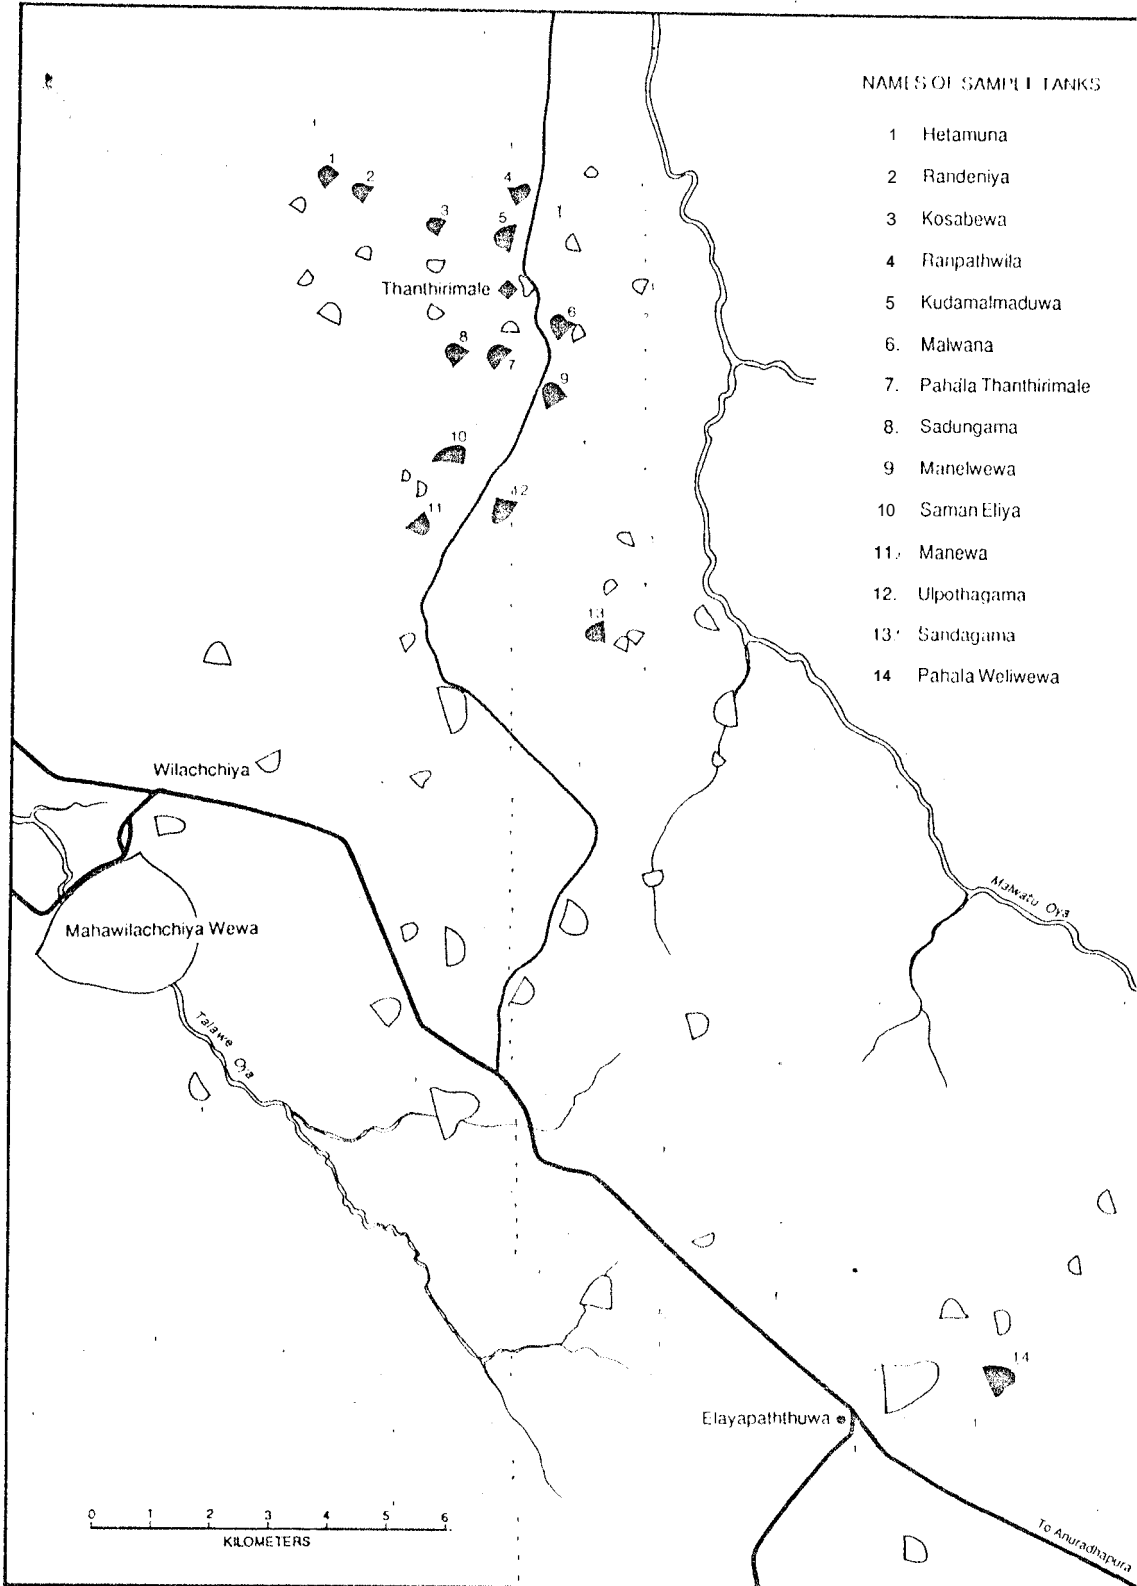 NAMES OF SAMPLE TANKS
1 Hetamuna
2 Randeniya
3 Kosabewa
4 Ranpathwila
5 Kudamalmaduwa
6. Malwana
7. Pahala Thanthirimale
8. Sadungama
9 Manelwewa
10 Saman Eliya
11. Manewa
12. Ulpothagama
13 Sandagama
14 Pahala Weliwewa
1
2
3
4
5
Thanthirimale
6
8
7
9
10
12
11
13
Wilachchiya
Mahawilachchiya Wewa
Malwatu Oya
Talawe Oya
14
Elayapaththuwa
To Anuradhapura
0 1 2 3 4 5 6
KILOMETERS